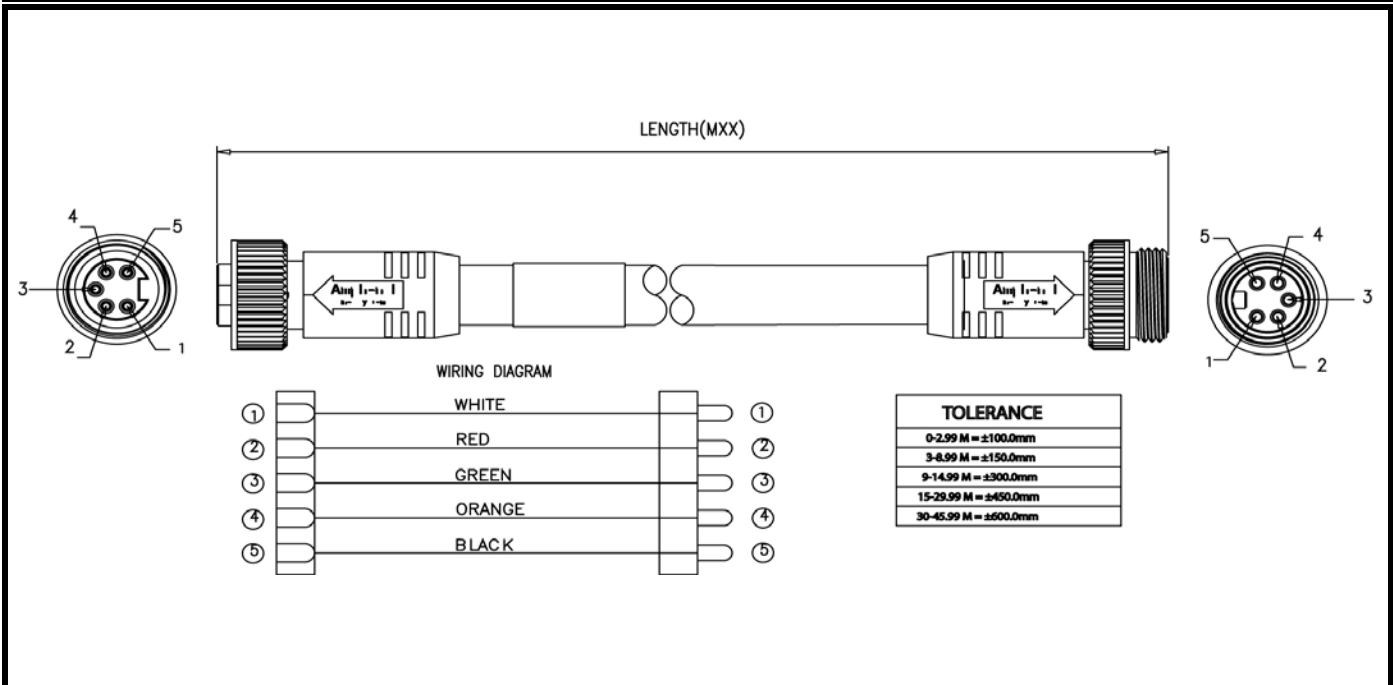 LENGTH(MXX)
4
5
3
2
1
5
4
3
1
2
WIRING DIAGRAM
1 WHITE 1
2 RED 2
3 GREEN 3
4 ORANGE 4
5 BLACK 5
TOLERANCE
0-2.99 M = ±100.0mm
3-8.99 M = ±150.0mm
9-14.99 M = ±300.0mm
15-29.99 M = ±450.0mm
30-45.99 M = ±600.0mm